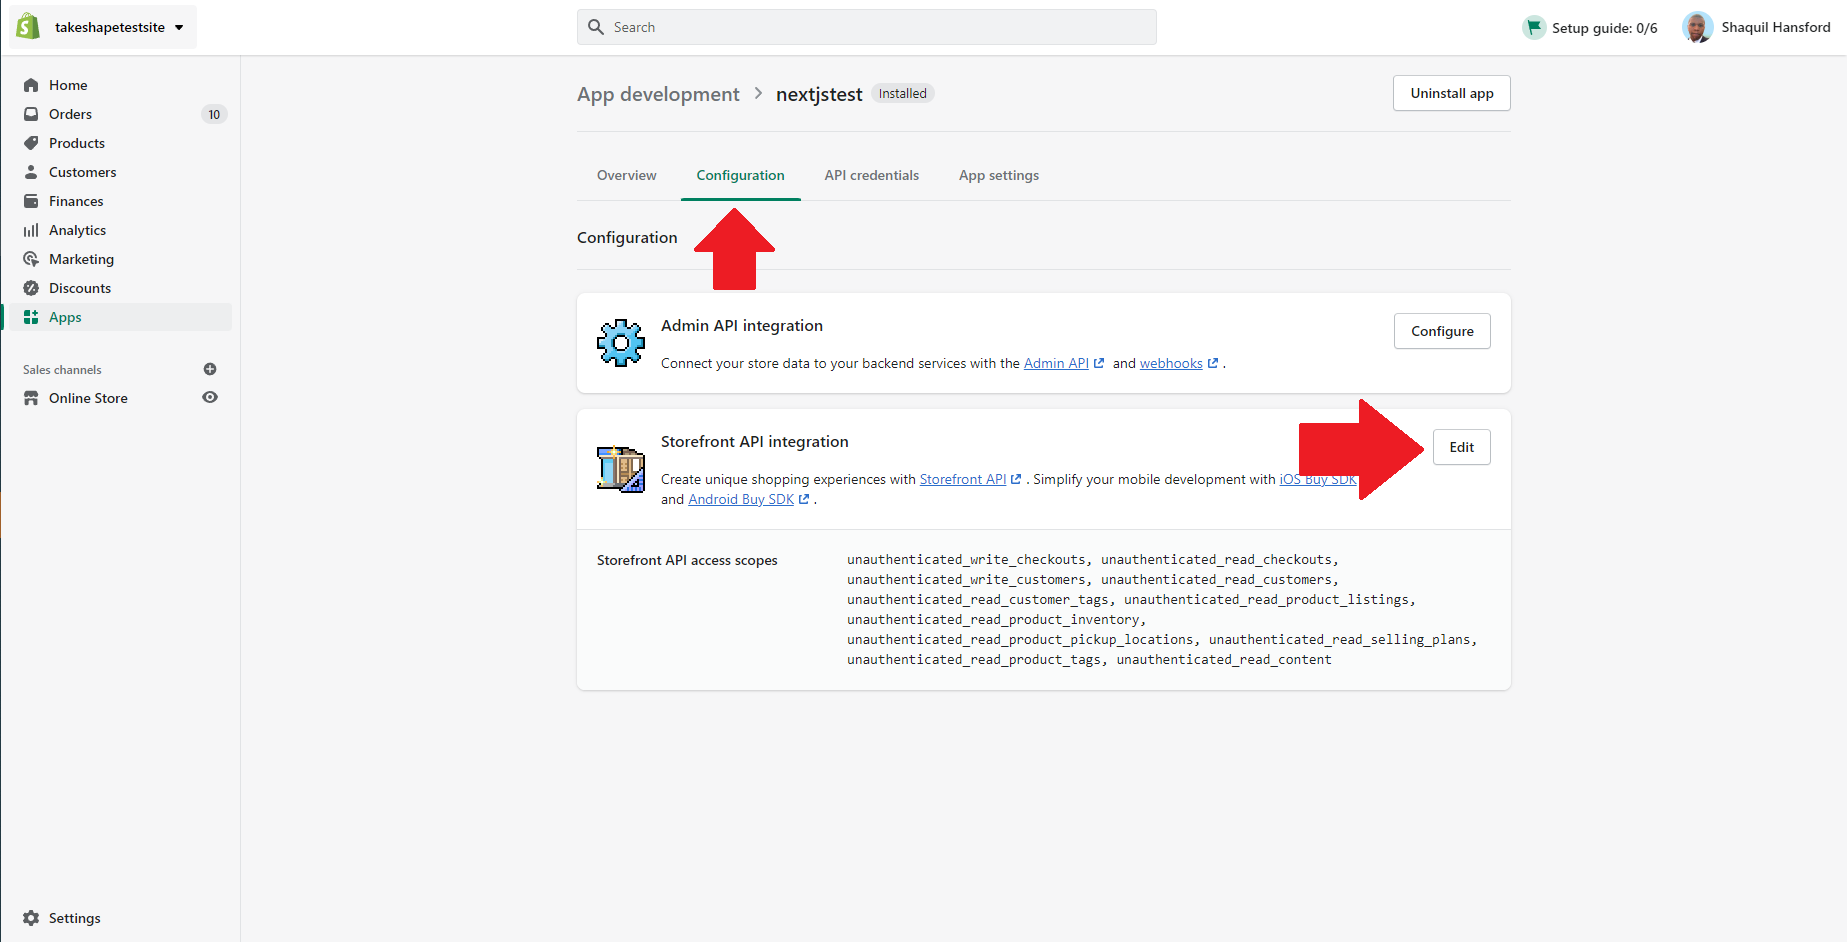 takeshapetestsite
Search
Setup guide: 0/6
Shaquil Hansford
Home
Orders 10
Products
Customers
Finances
Analytics
Marketing
Discounts
Apps
Sales channels
Online Store
Settings
App development > nextjstest Installed
Uninstall app
Overview Configuration API credentials App settings
Configuration
Admin API integration
Configure
Connect your store data to your backend services with the Admin API and webhooks .
Storefront API integration
Edit
Create unique shopping experiences with Storefront API . Simplify your mobile development with iOS Buy SDK
and Android Buy SDK .
Storefront API access scopes
unauthenticated_write_checkouts, unauthenticated_read_checkouts,
unauthenticated_write_customers, unauthenticated_read_customers,
unauthenticated_read_customer_tags, unauthenticated_read_product_listings,
unauthenticated_read_product_inventory,
unauthenticated_read_product_pickup_locations, unauthenticated_read_selling_plans,
unauthenticated_read_product_tags, unauthenticated_read_content